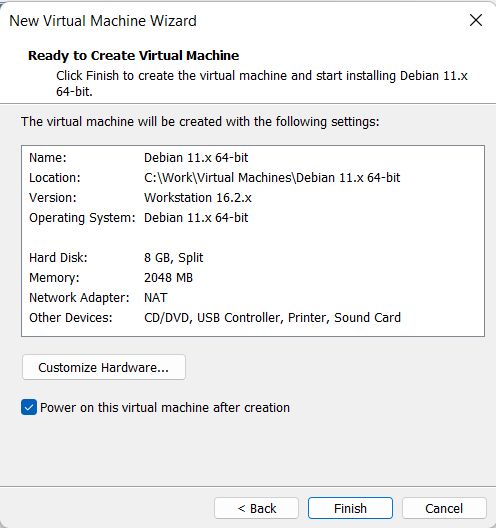 New Virtual Machine Wizard
Ready to Create Virtual Machine
Click Finish to create the virtual machine and start installing Debian 11.x
64-bit.
The virtual machine will be created with the following settings:
Name: Debian 11.x 64-bit
Location: C:\Work\Virtual Machines\Debian 11.x 64-bit
Version: Workstation 16.2.x
Operating System: Debian 11.x 64-bit
Hard Disk: 8 GB, Split
Memory: 2048 MB
Network Adapter: NAT
Other Devices: CD/DVD, USB Controller, Printer, Sound Card
Customize Hardware...
Power on this virtual machine after creation
< Back Finish Cancel